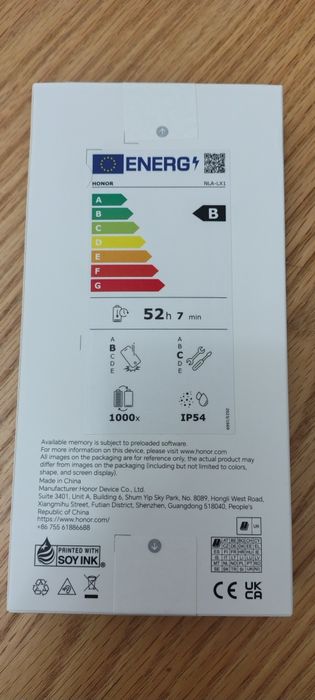 ENERG
HONOR NLA-LX1
A
B B
C
D
E
F
G
52h 7 min
A
B
C
D
E
A
B
C
D
E
1000x IP54
2023/1669
Available memory is subject to preloaded software.
For more information on this device, please visit www.honor.com
All images on the packaging are for reference only, the actual product may
differ from images on the packaging (including but not limited to colors,
shape, and screen display).
Made in China
Manufacturer Honor Device Co., Ltd.
Suite 3401, Unit A, Building 6, Shum Yip Sky Park, No. 8089, Hongli West Road,
Xiangmihu Street, Futian District, Shenzhen, Guangdong 518040, People's
Republic of China
https://www.honor.com/
+86 755 61886688
PRINTED WITH
SOY INK
CE UK
CA